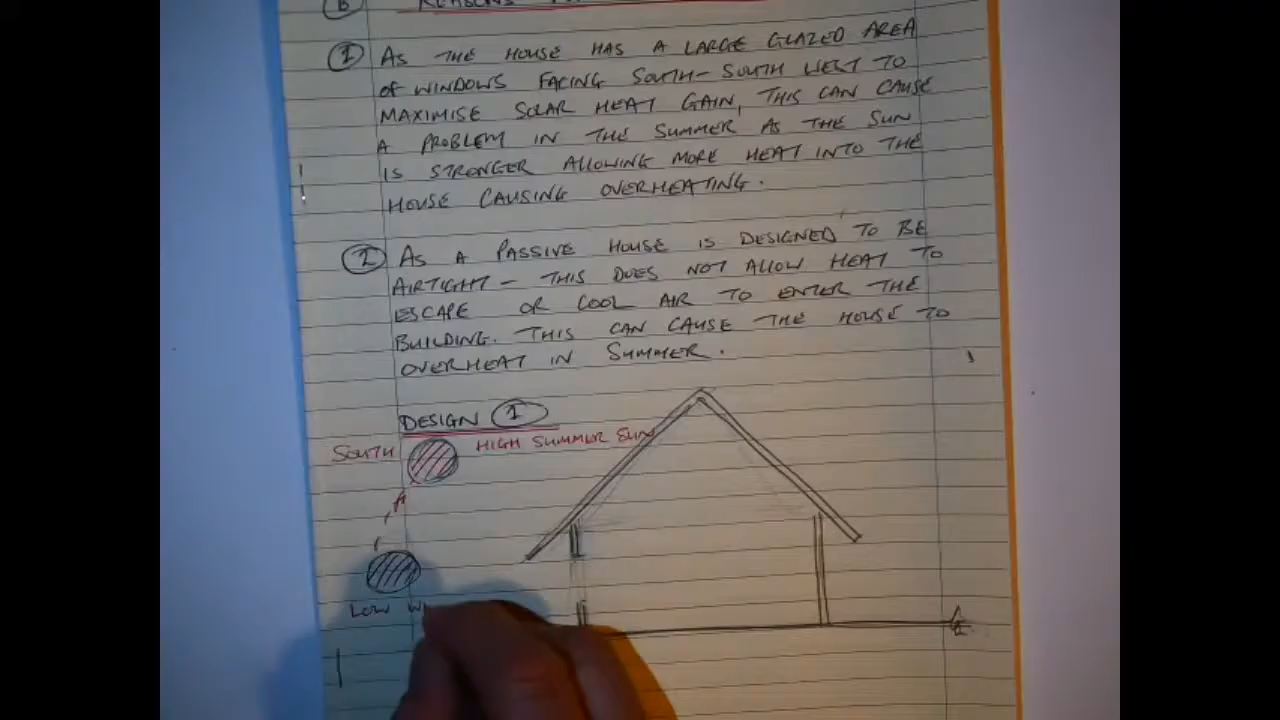 B
① AS THE HOUSE HAS A LARGE GLAZED AREA
OF WINDOWS FACING SOUTH - SOUTH WEST TO
MAXIMISE SOLAR HEAT GAIN, THIS CAN CAUSE
A PROBLEM IN THE SUMMER AS THE SUN
IS STRONGER ALLOWING MORE HEAT INTO THE
HOUSE CAUSING OVERHEATING.
② AS A PASSIVE HOUSE IS DESIGNED TO BE
AIRTIGHT - THIS DOES NOT ALLOW HEAT TO
ESCAPE OR COOL AIR TO ENTER THE
BUILDING. THIS CAN CAUSE THE HOUSE TO
OVERHEAT IN SUMMER.
DESIGN ①
SOUTH HIGH SUMMER SUN
LOW